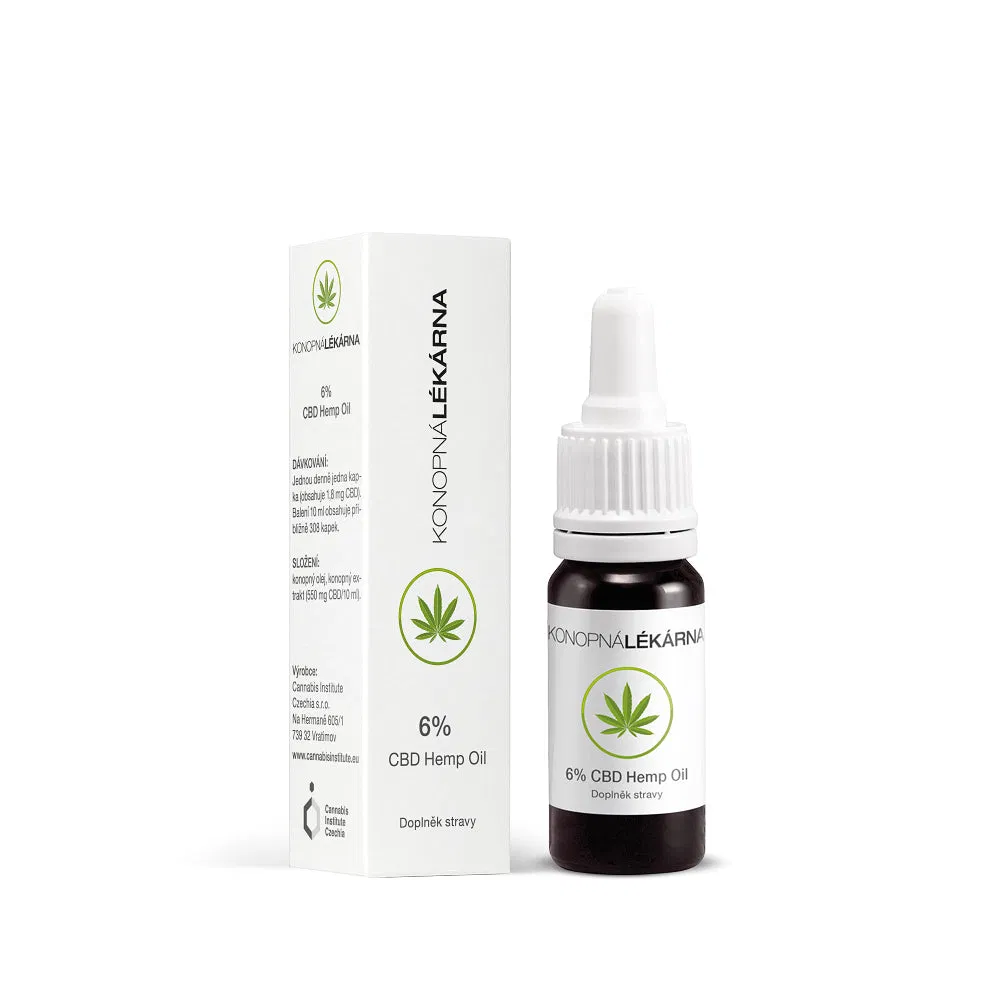 KONOPNÁLÉKÁRNA
6%
CBD Hemp Oil
DÁVKOVÁNÍ:
Jednou denně jedna kap-
ka (obsahuje 1,8 mg CBD).
Balení 10 ml obsahuje při-
bližně 308 kapek.
SLOŽENÍ:
konopný olej, konopný ex-
trakt (550 mg CBD/10 ml).
Výrobce:
Cannabis Institute
Czechia s.r.o.
Na Hermaně 605/1
739 32 Vratimov
www.cannabisinstitute.eu
Cannabis
Institute
Czechia
KONOPNÁLÉKÁRNA
6%
CBD Hemp Oil
Doplněk stravy
KONOPNÁLÉKÁRNA
6% CBD Hemp Oil
Doplněk stravy